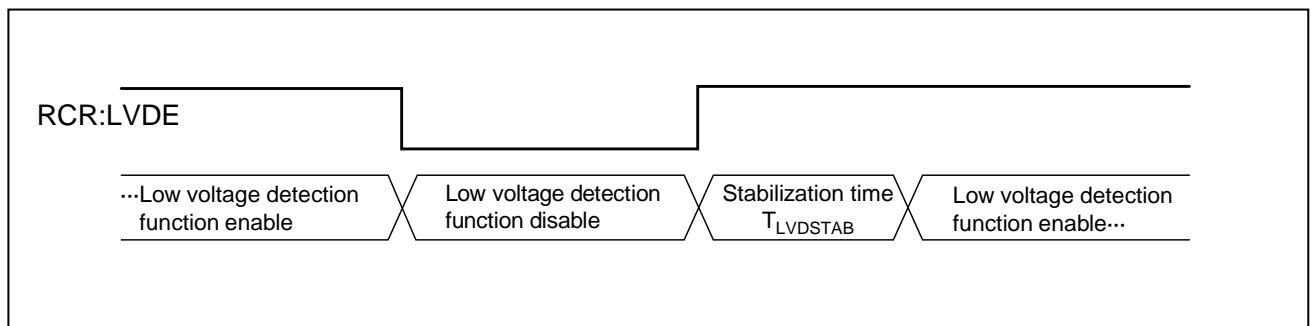 RCR:LVDE
···Low voltage detection
function enable
Low voltage detection
function disable
Stabilization time
TLVDSTAB
Low voltage detection
function enable···